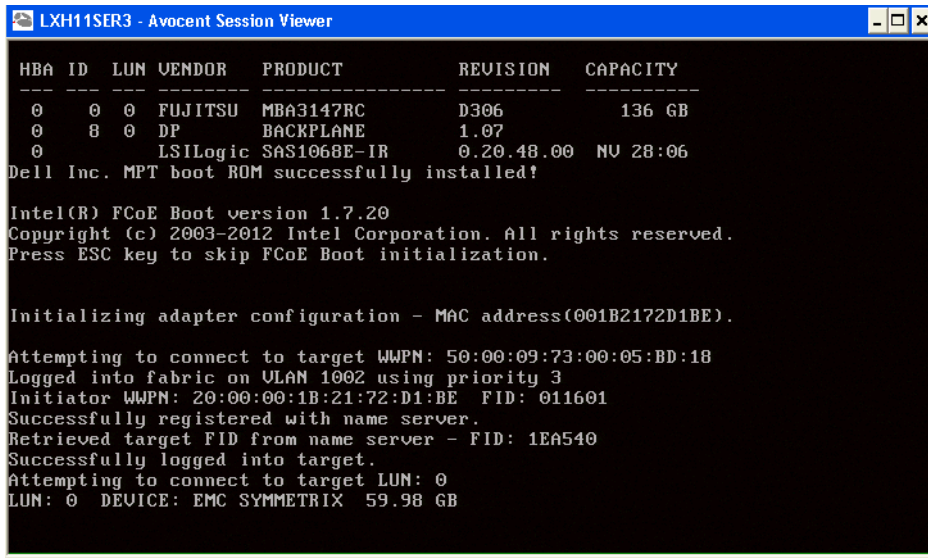 LXH11SER3 - Avocent Session Viewer
HBA ID LUN VENDOR PRODUCT REVISION CAPACITY
--- --- --- -------- ---------------- --------- ----------
0 0 0 FUJITSU MBA3147RC D306 136 GB
0 8 0 DP BACKPLANE 1.07
0 LSILogic SAS1068E-IR 0.20.48.00 NV 28:06
Dell Inc. MPT boot ROM successfully installed!
Intel(R) FCoE Boot version 1.7.20
Copyright (c) 2003-2012 Intel Corporation. All rights reserved.
Press ESC key to skip FCoE Boot initialization.
Initializing adapter configuration - MAC address(001B2172D1BE).
Attempting to connect to target WWPN: 50:00:09:73:00:05:BD:18
Logged into fabric on VLAN 1002 using priority 3
Initiator WWPN: 20:00:00:1B:21:72:D1:BE FID: 011601
Successfully registered with name server.
Retrieved target FID from name server - FID: 1EA540
Successfully logged into target.
Attempting to connect to target LUN: 0
LUN: 0 DEVICE: EMC SYMMETRIX 59.98 GB